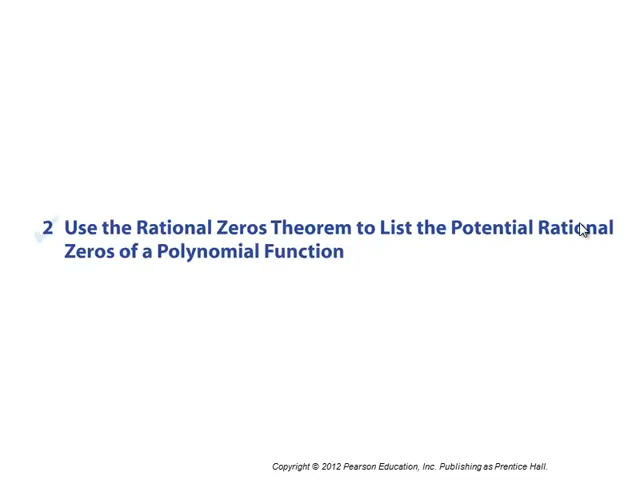 2 Use the Rational Zeros Theorem to List the Potential Rational
Zeros of a Polynomial Function
Copyright © 2012 Pearson Education, Inc. Publishing as Prentice Hall.